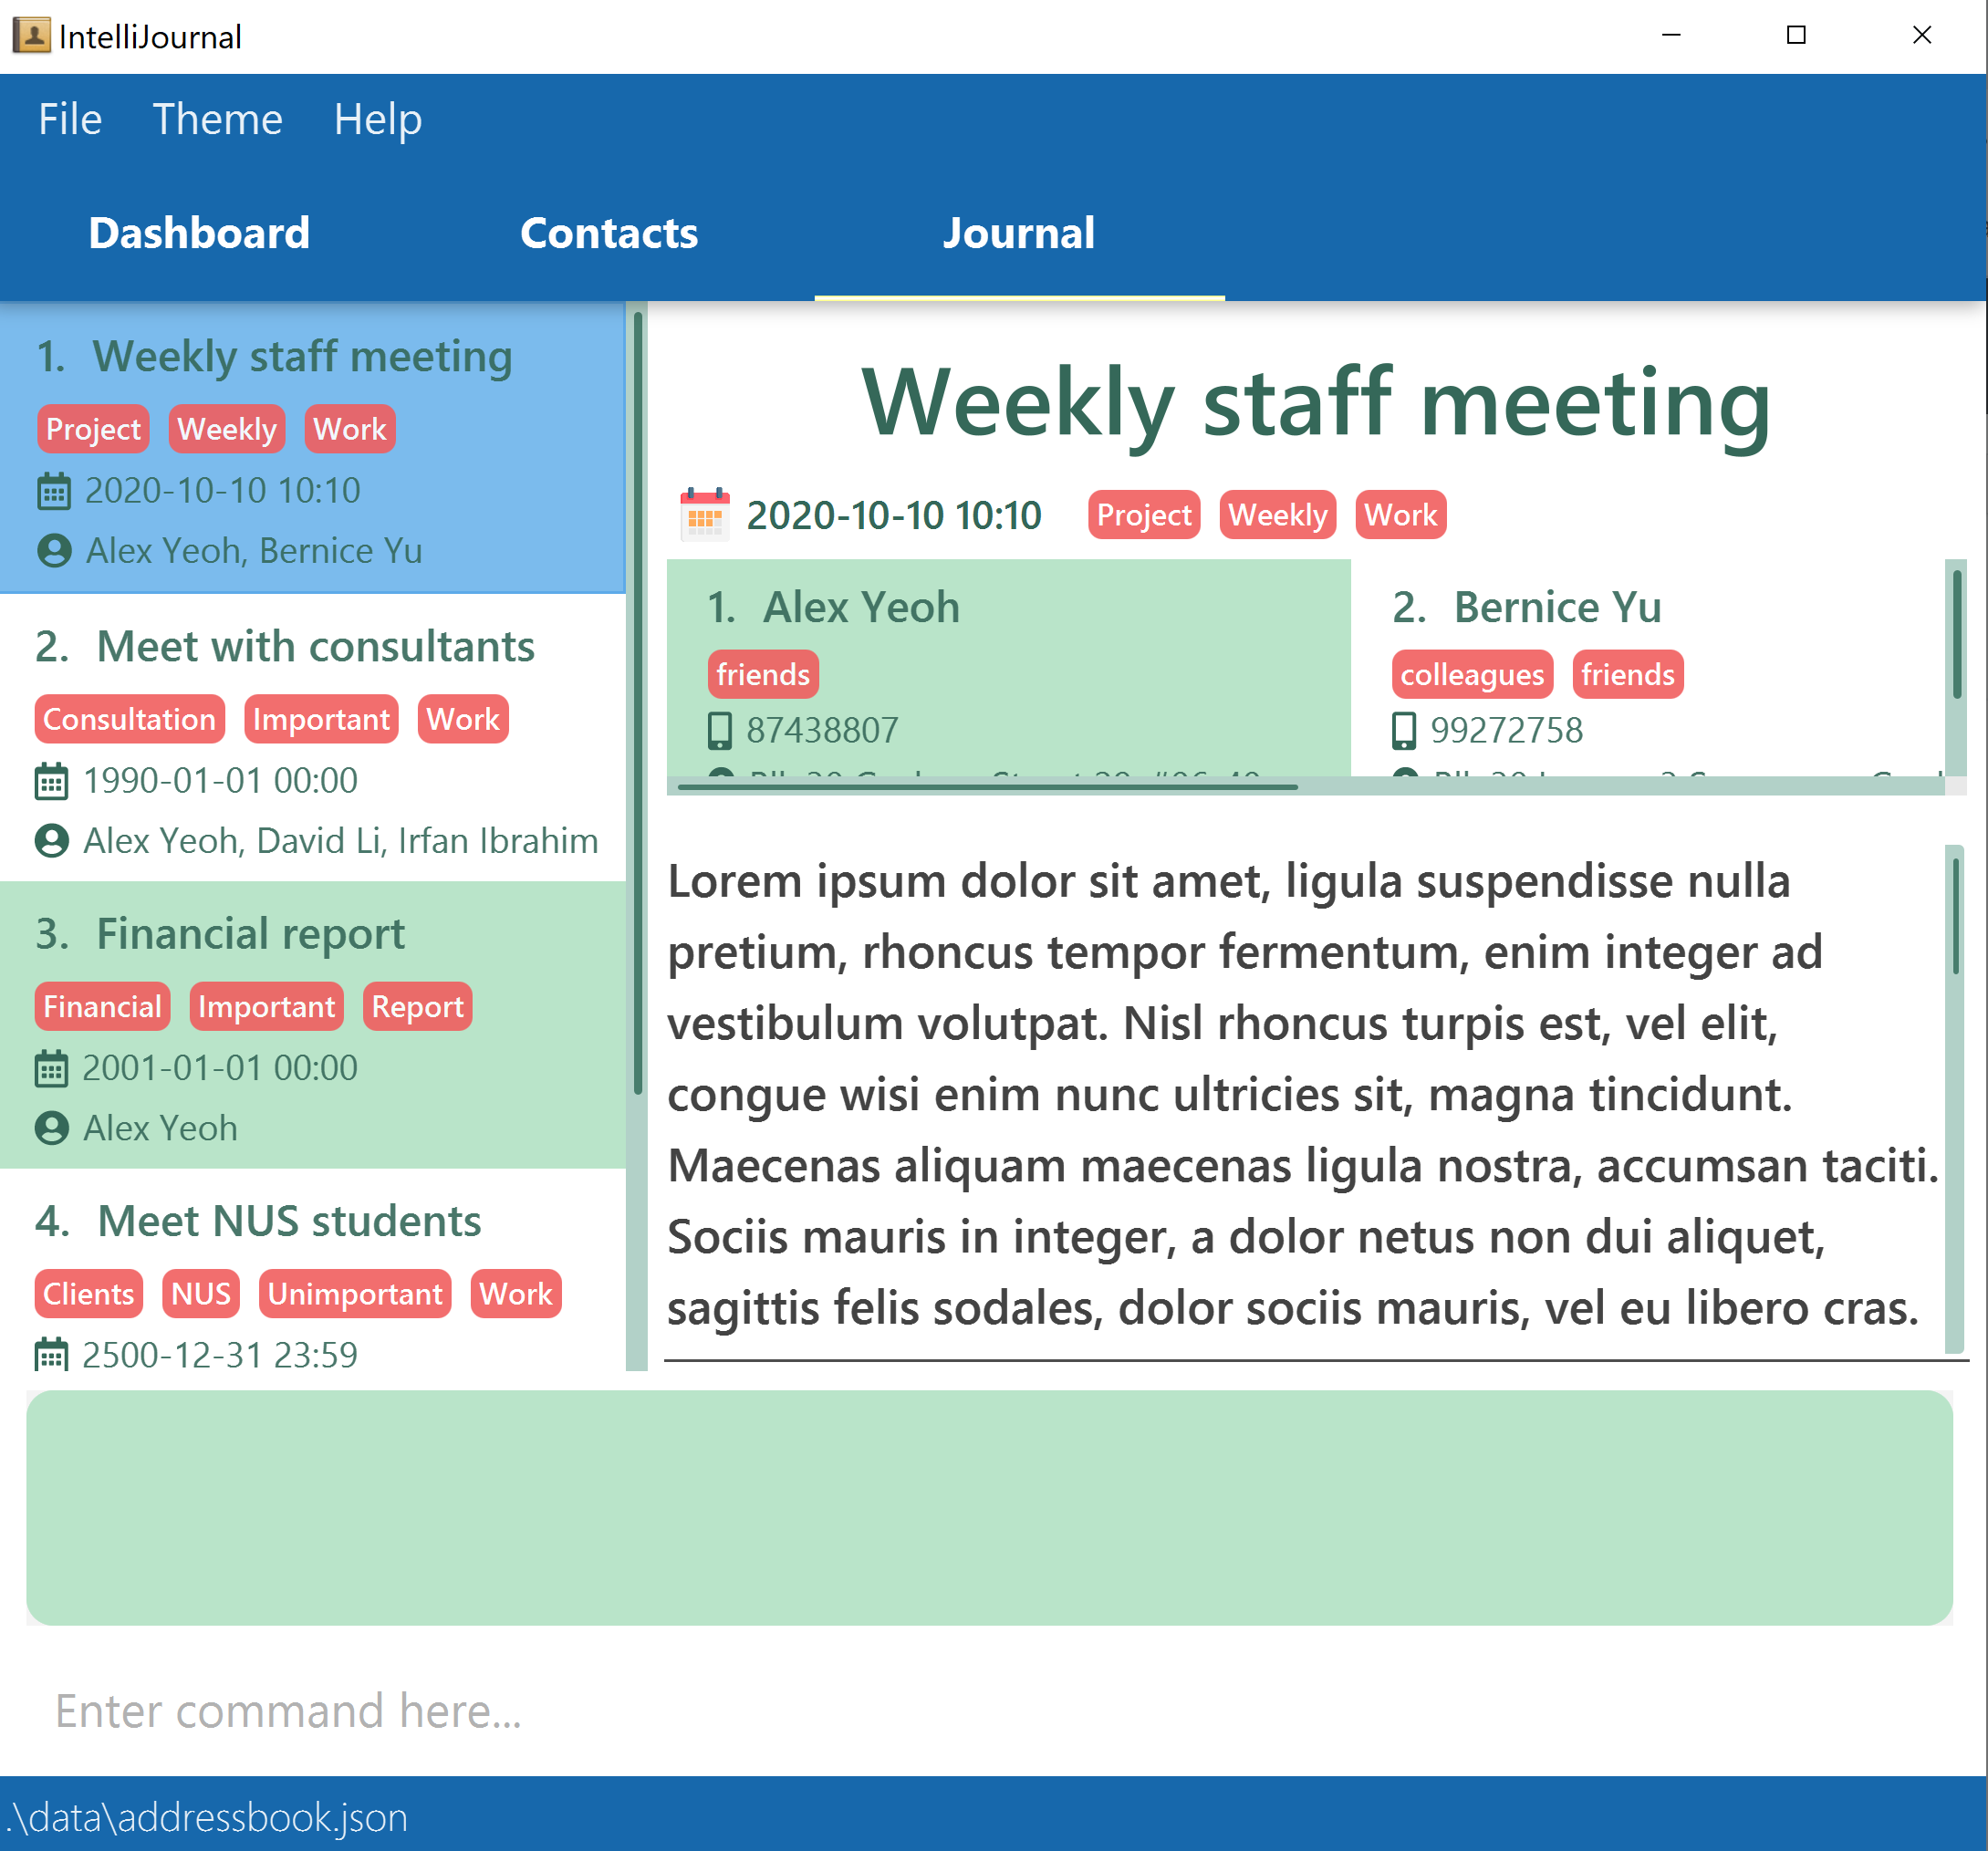 IntelliJournal
File Theme Help
Dashboard Contacts Journal
1. Weekly staff meeting
Project Weekly Work
2020-10-10 10:10
Alex Yeoh, Bernice Yu
2. Meet with consultants
Consultation Important Work
1990-01-01 00:00
Alex Yeoh, David Li, Irfan Ibrahim
3. Financial report
Financial Important Report
2001-01-01 00:00
Alex Yeoh
4. Meet NUS students
Clients NUS Unimportant Work
2500-12-31 23:59
Weekly staff meeting
2020-10-10 10:10 Project Weekly Work
1. Alex Yeoh
friends
87438807
2. Bernice Yu
colleagues friends
99272758
Lorem ipsum dolor sit amet, ligula suspendisse nulla
pretium, rhoncus tempor fermentum, enim integer ad
vestibulum volutpat. Nisl rhoncus turpis est, vel elit,
congue wisi enim nunc ultricies sit, magna tincidunt.
Maecenas aliquam maecenas ligula nostra, accumsan taciti.
Sociis mauris in integer, a dolor netus non dui aliquet,
sagittis felis sodales, dolor sociis mauris, vel eu libero cras.
Enter command here...
.\data\addressbook.json